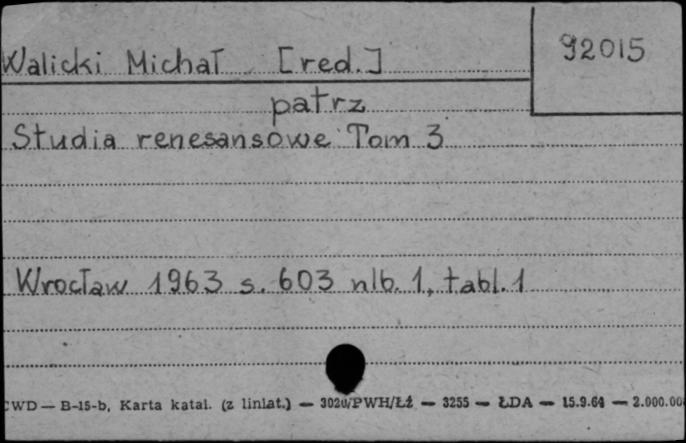 Walicki Michał [red.]
92015
patrz
Studia renesansowe Tom 3
Wrocław 1963 s. 603 nlb. 1, tabl. 1
CWD — B-15-b, Karta katal. (z liniat.) — 3020/PWH/Łź — 3255 — ŁDA — 15.9.64 — 2.000.00